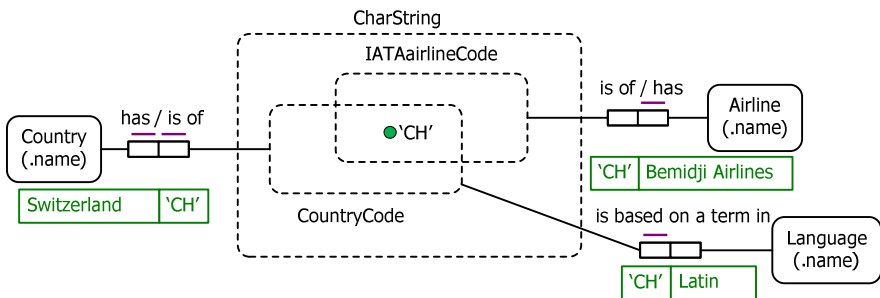 CharString
IATAairlineCode
is of / has
Airline
(.name)
has / is of
Country
(.name)
‘CH’
‘CH’ Bemidji Airlines
Switzerland ‘CH’
CountryCode
is based on a term in
Language
(.name)
‘CH’ Latin